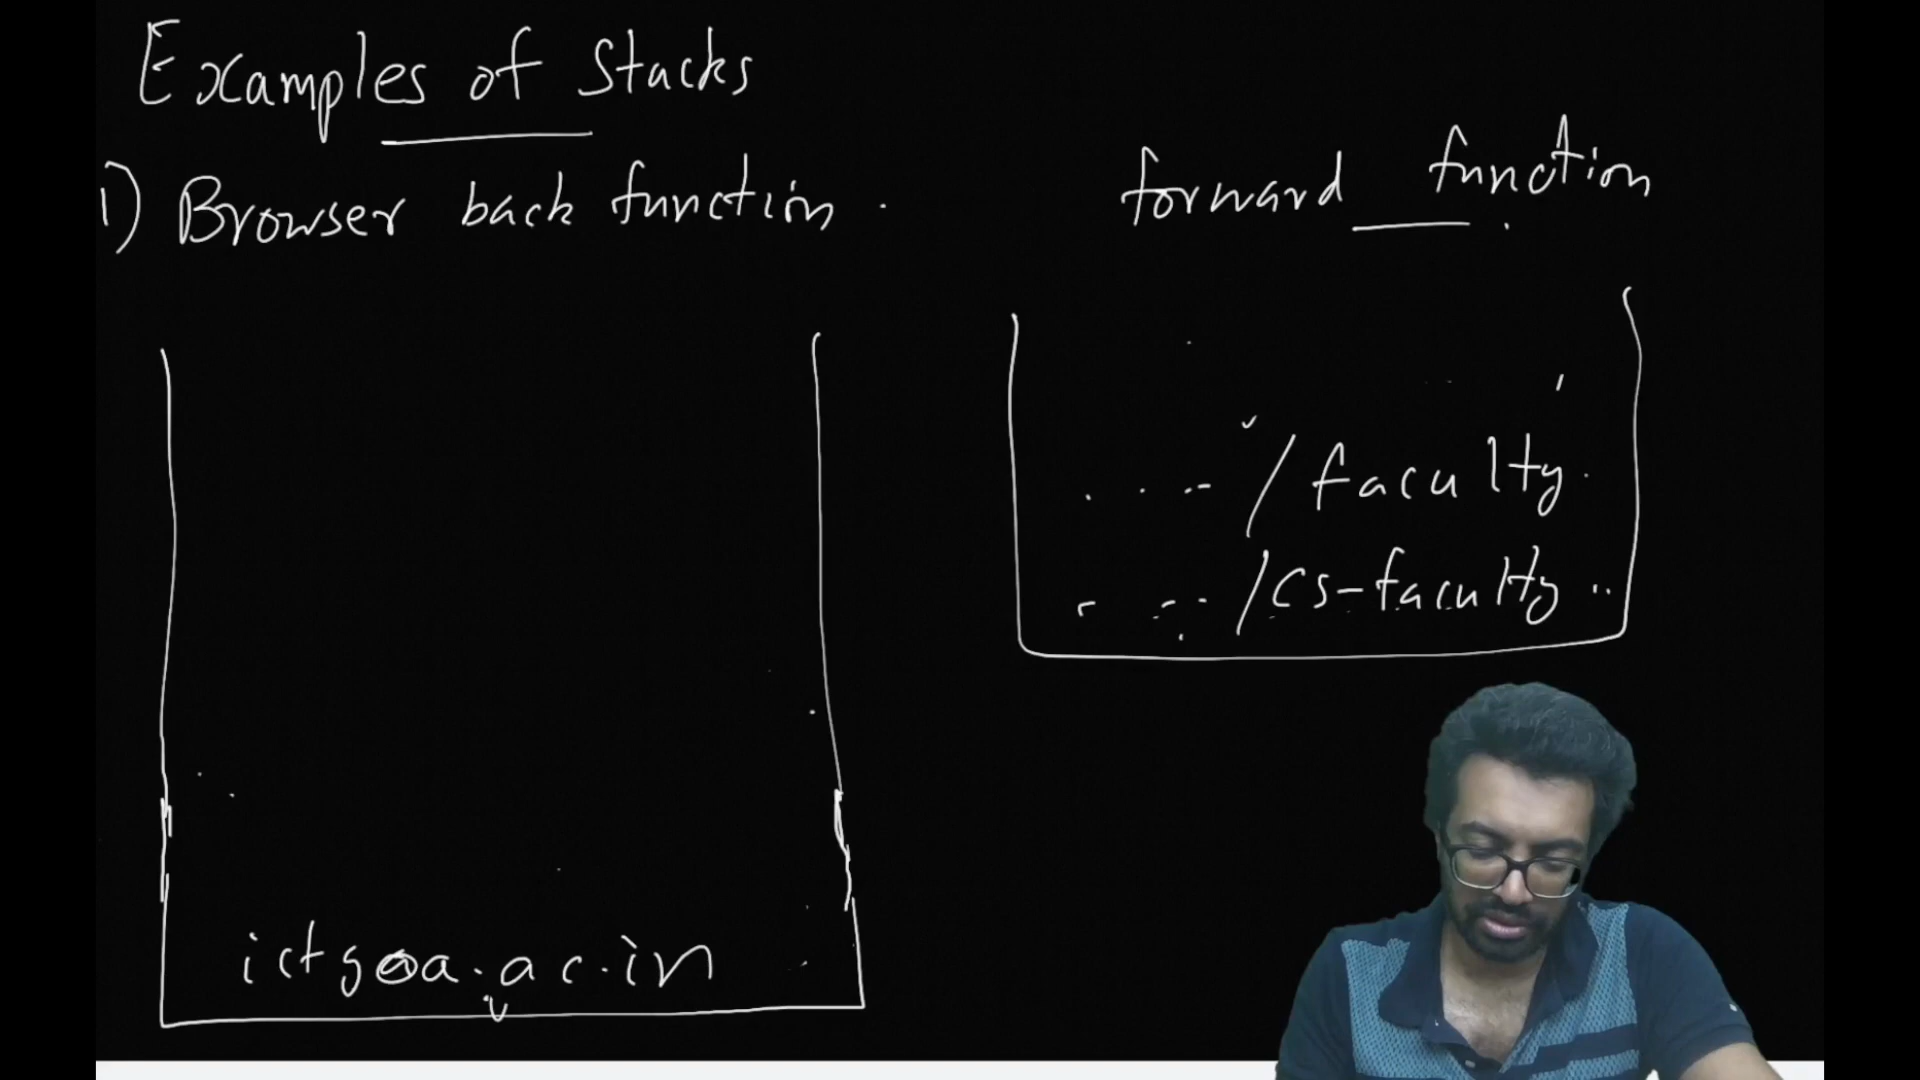 Examples of Stacks
1) Browser back function.
forward function
... /faculty.
... /cs-faculty..
ictgoa.ac.in